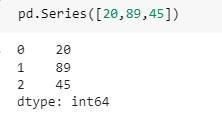 pd.Series([20,89,45])
0    20
1    89
2    45
dtype: int64